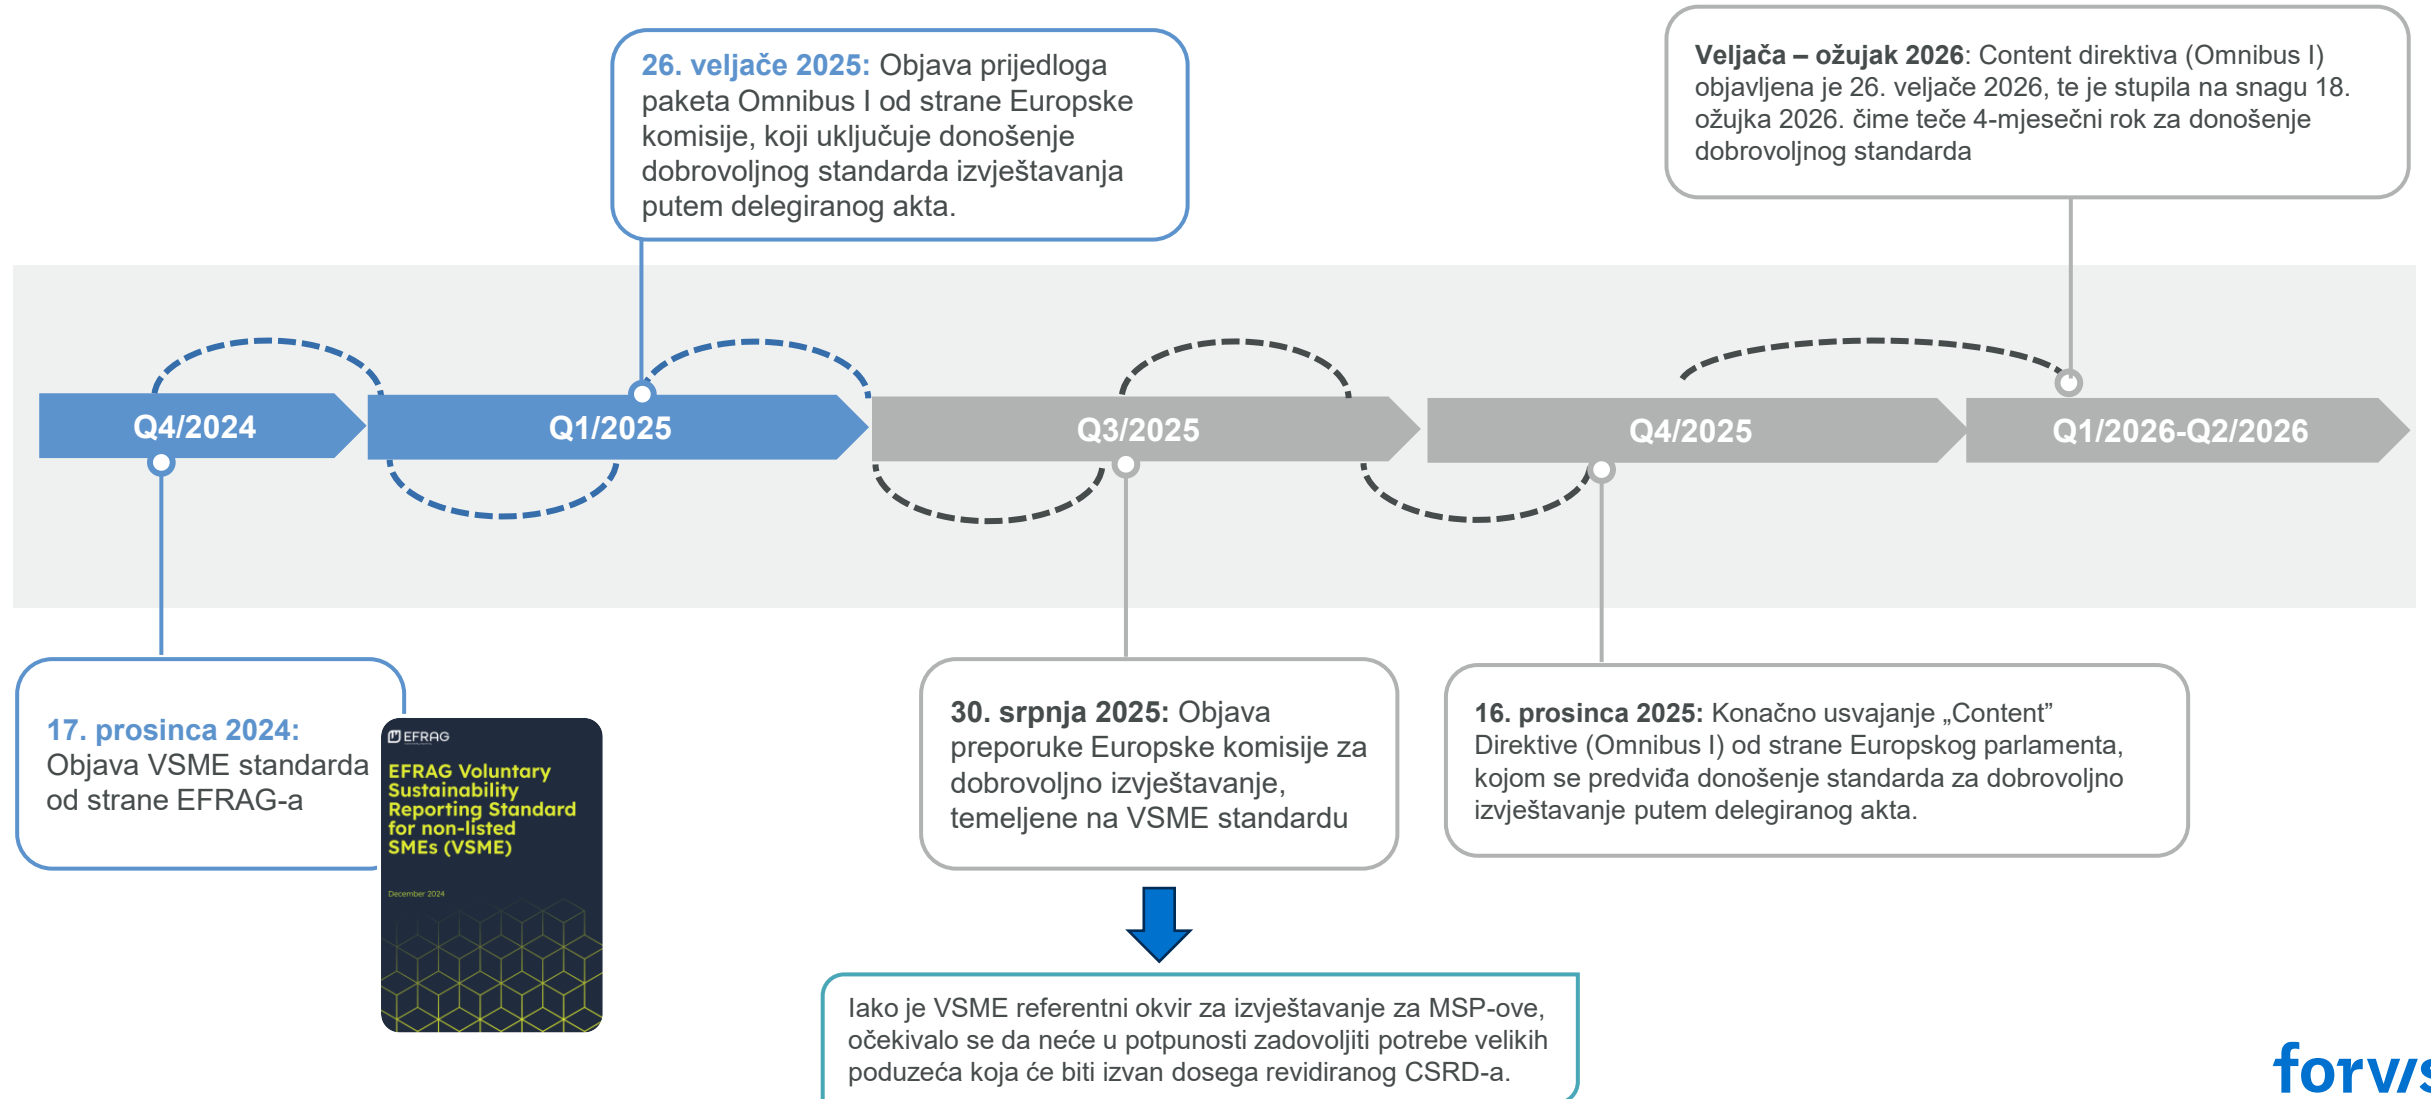 26. veljače 2025: Objava prijedloga
paketa Omnibus I od strane Europske
komisije, koji uključuje donošenje
dobrovoljnog standarda izvještavanja
putem delegiranog akta.
Veljača – ožujak 2026: Content direktiva (Omnibus I)
objavljena je 26. veljače 2026, te je stupila na snagu 18.
ožujka 2026. čime teče 4-mjesečni rok za donošenje
dobrovoljnog standarda
Q4/2024
Q1/2025
Q3/2025
Q4/2025
Q1/2026-Q2/2026
17. prosinca 2024:
Objava VSME standarda
od strane EFRAG-a
EFRAG
EFRAG Voluntary
Sustainability
Reporting Standard
for non-listed
SMEs (VSME)
December 2024
30. srpnja 2025: Objava
preporuke Europske komisije za
dobrovoljno izvještavanje,
temeljene na VSME standardu
16. prosinca 2025: Konačno usvajanje „Content”
Direktive (Omnibus I) od strane Europskog parlamenta,
kojom se predviđa donošenje standarda za dobrovoljno
izvještavanje putem delegiranog akta.
Iako je VSME referentni okvir za izvještavanje za MSP-ove,
očekivalo se da neće u potpunosti zadovoljiti potrebe velikih
poduzeća koja će biti izvan dosega revidiranog CSRD-a.
forvis